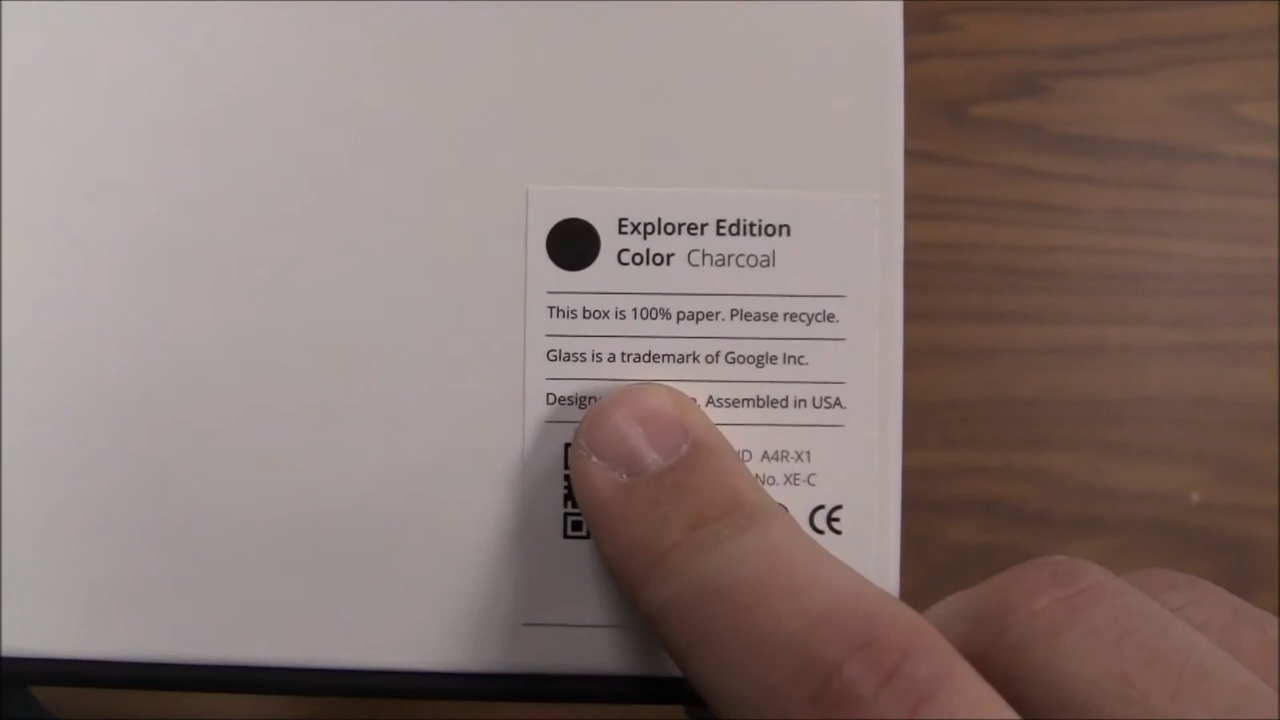 Explorer Edition
Color Charcoal
This box is 100% paper. Please recycle.
Glass is a trademark of Google Inc.
Assembled in USA.
A4R-X1
No. XE-C
CE